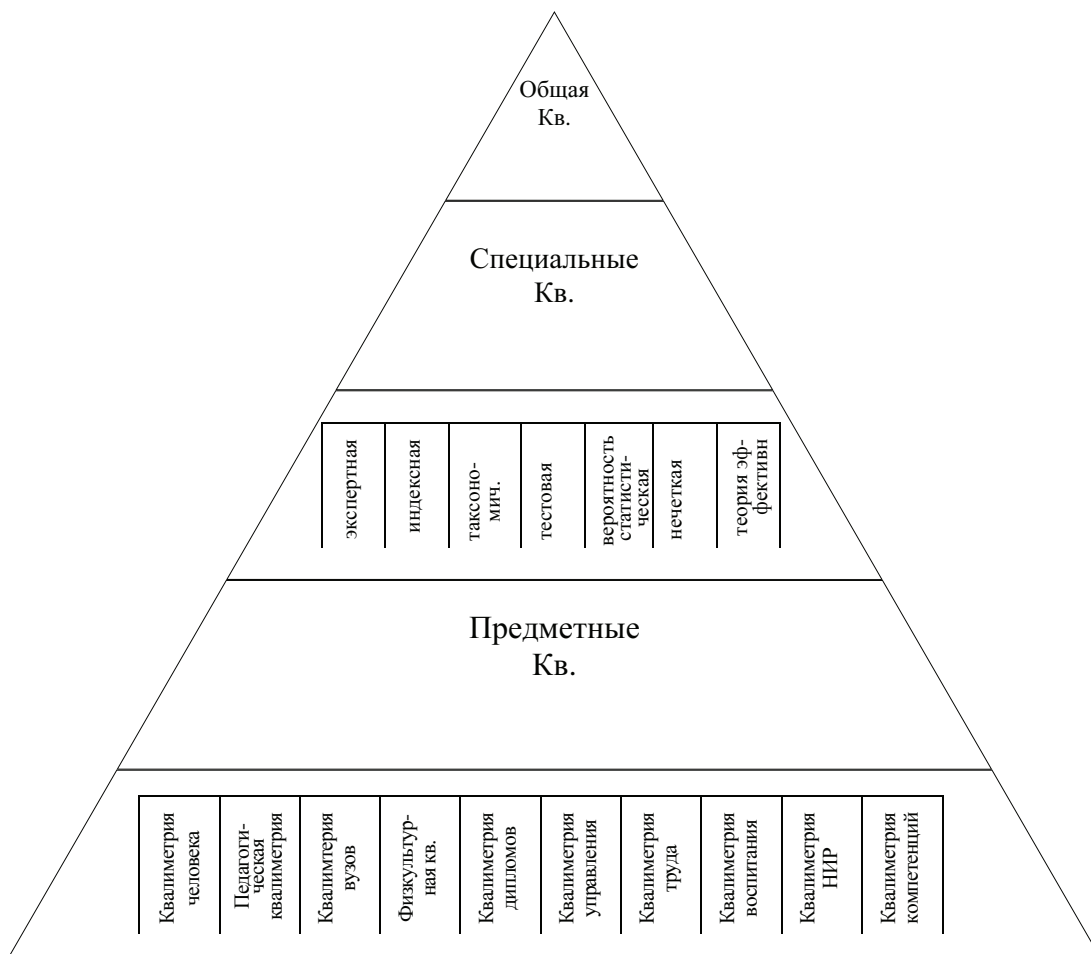 Общая
Кв.
Специальные
Кв.
экспертная
индексная
таксоно-
мич.
тестовая
вероятность
статисти-
ческая
нечеткая
теория эф-
фективн
Предметные
Кв.
Квалиметрия
человека
Педагоги-
ческая
квалиметрия
Квалимтерия
вузов
Физкультур-
ная кв.
Квалиметрия
дипломов
Квалиметрия
управления
Квалиметрия
труда
Квалиметрия
воспитания
Квалиметрия
НИР
Квалиметрия
компетенций